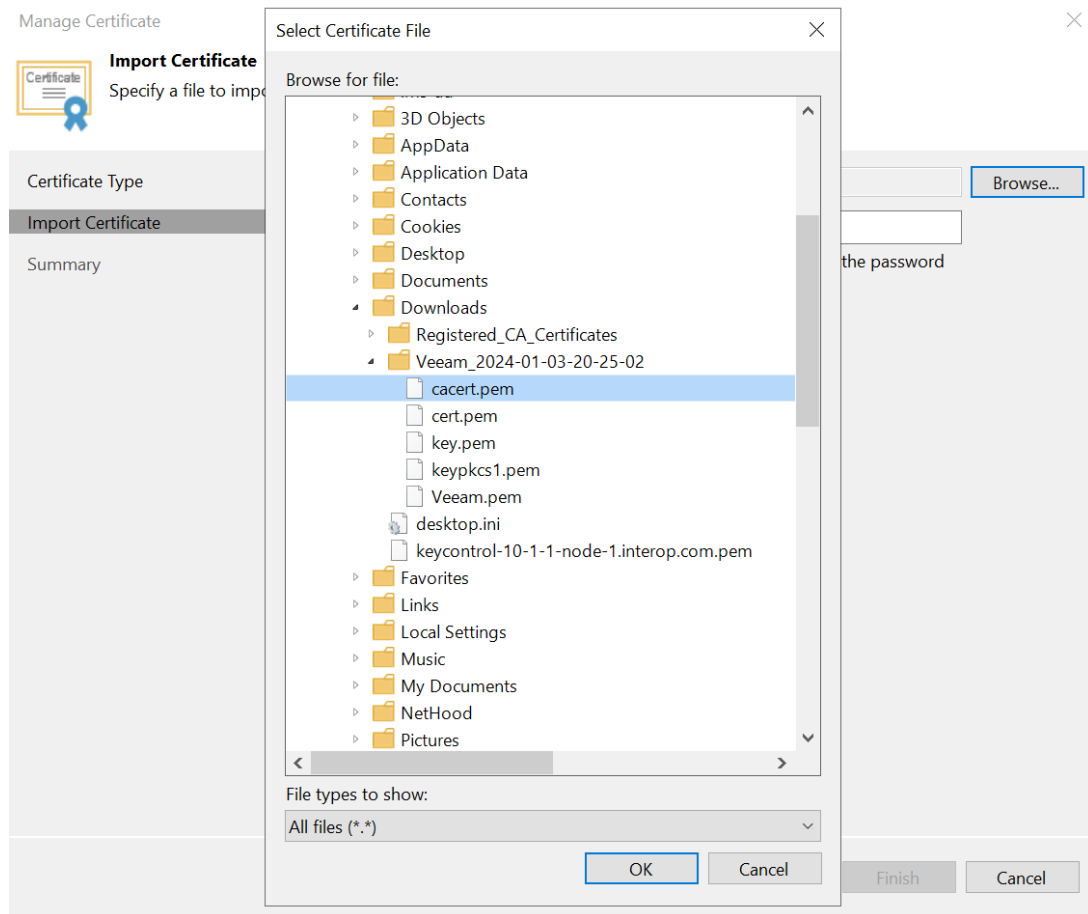 Manage Certificate
Certificate
Import Certificate
Specify a file to
Certificate Type
Import Certificate
Summary
Select Certificate File
Browse for file:
3D Objects
AppData
Application Data
Contacts
Cookies
Desktop
Documents
Downloads
Registered_CA_Certificates
Veeam_2024-01-03-20-25-02
cacert.pem
cert.pem
key.pem
keypkcs1.pem
Veeam.pem
desktop.ini
keycontrol-10-1-1-node-1.interop.com.pem
Favorites
Links
Local Settings
Music
My Documents
NetHood
Pictures
File types to show:
All files (*.*)
OK
Cancel
Browse...
the password
Finish
Cancel